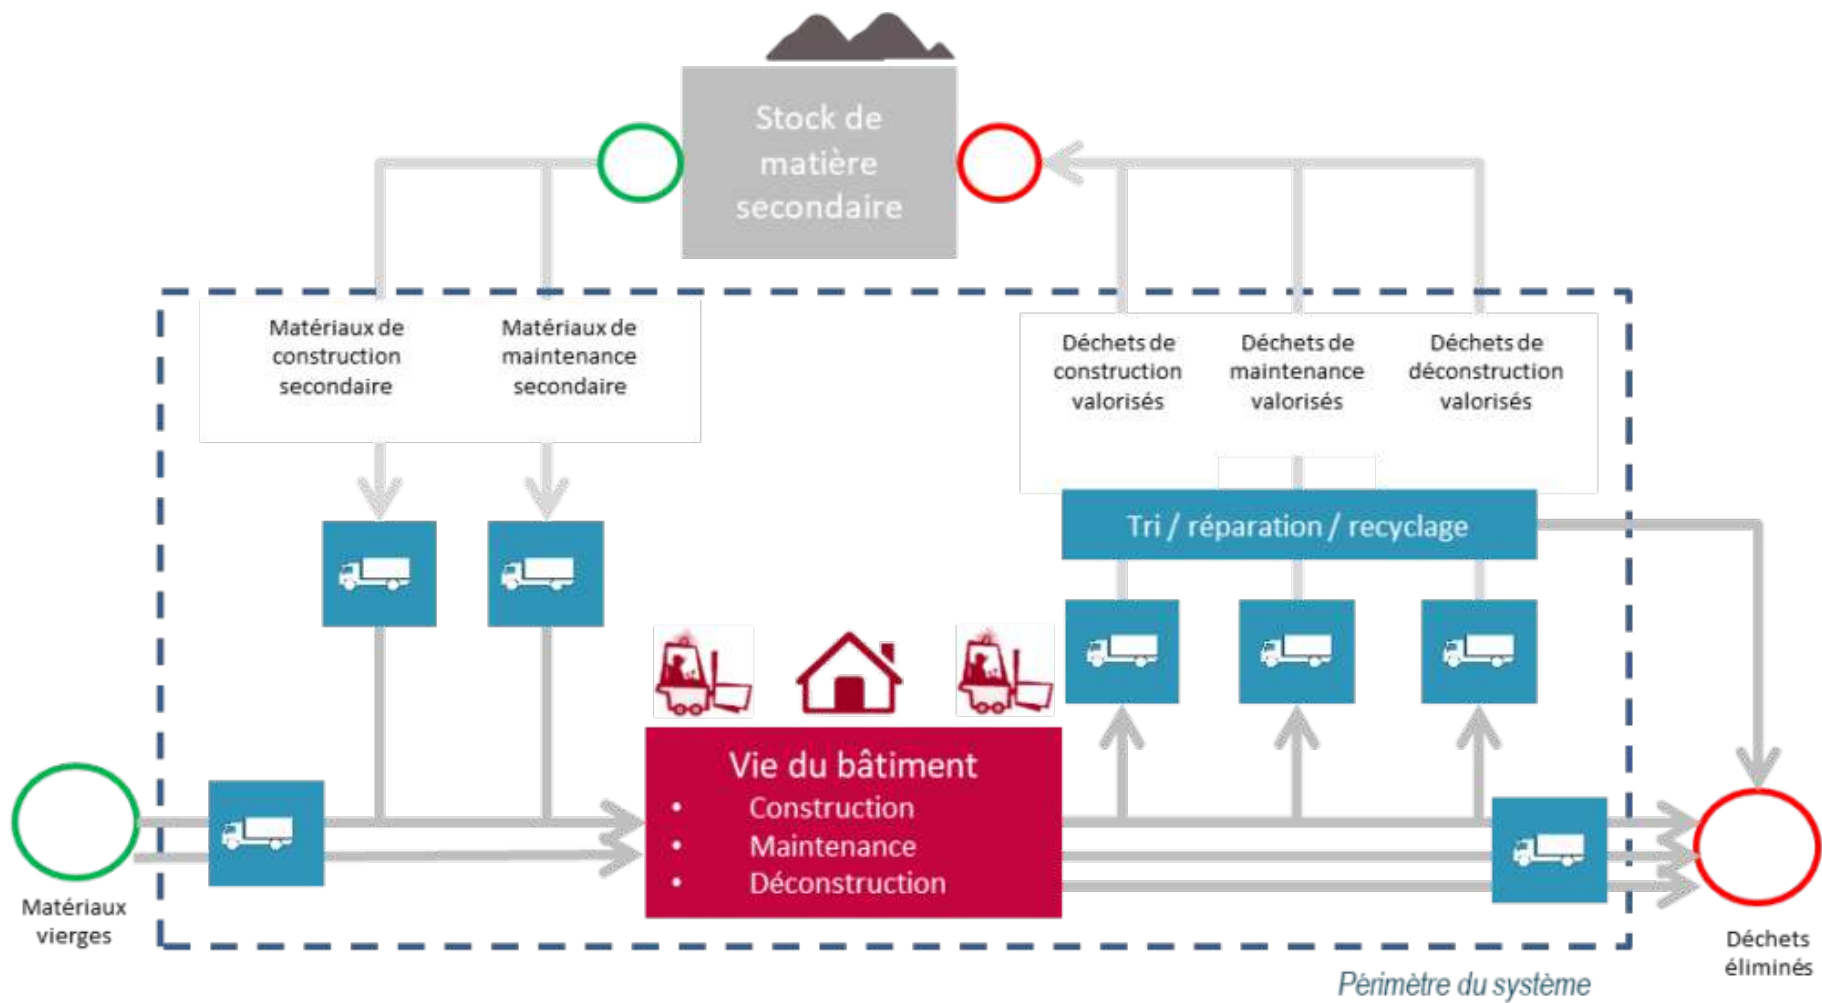 Stock de
matière
secondaire
Matériaux de
construction
secondaire
Matériaux de
maintenance
secondaire
Déchets de
construction
valorisés
Déchets de
maintenance
valorisés
Déchets de
déconstruction
valorisés
Tri / réparation / recyclage
Vie du bâtiment
• Construction
• Maintenance
• Déconstruction
Matériaux
vierges
Déchets
éliminés
Périmètre du système